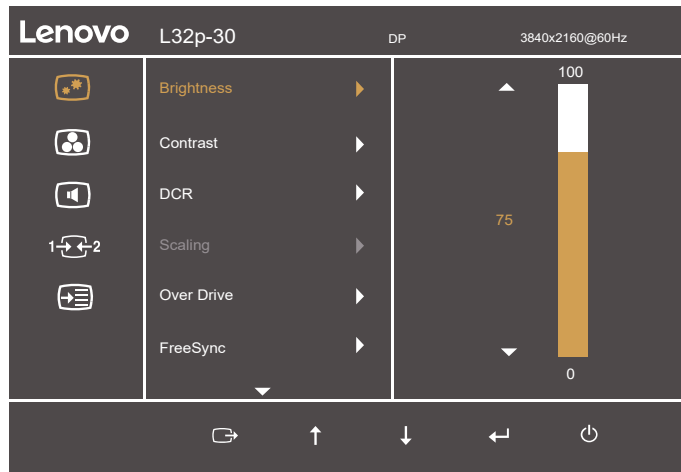 Lenovo L32p-30 DP 3840x2160@60Hz
100
Brightness
Contrast
DCR
75
1 2
Scaling
Over Drive
FreeSync
0